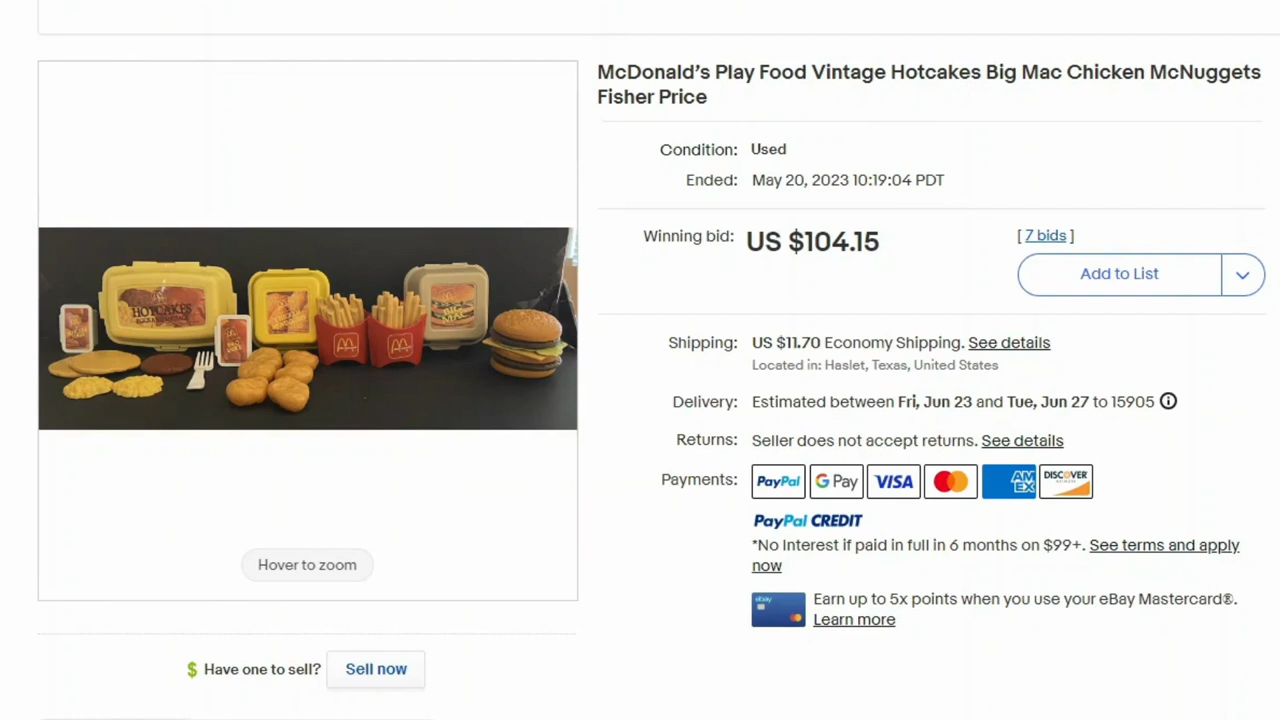 McDonald's Play Food Vintage Hotcakes Big Mac Chicken McNuggets
Fisher Price
Condition: Used
Ended: May 20, 2023 10:19:04 PDT
Winning bid: US $104.15 [ 7 bids ]
Add to List
Shipping: US $11.70 Economy Shipping. See details
Located in: Haslet, Texas, United States
Delivery: Estimated between Fri, Jun 23 and Tue, Jun 27 to 15905
Returns: Seller does not accept returns. See details
Payments: PayPal G Pay VISA AM EX DISCOVER
PayPal CREDIT
*No Interest if paid in full in 6 months on $99+. See terms and apply
now
ebay
Earn up to 5x points when you use your eBay Mastercard®.
Learn more
HOTCAKES
BIG
MAC
Hover to zoom
$ Have one to sell? Sell now